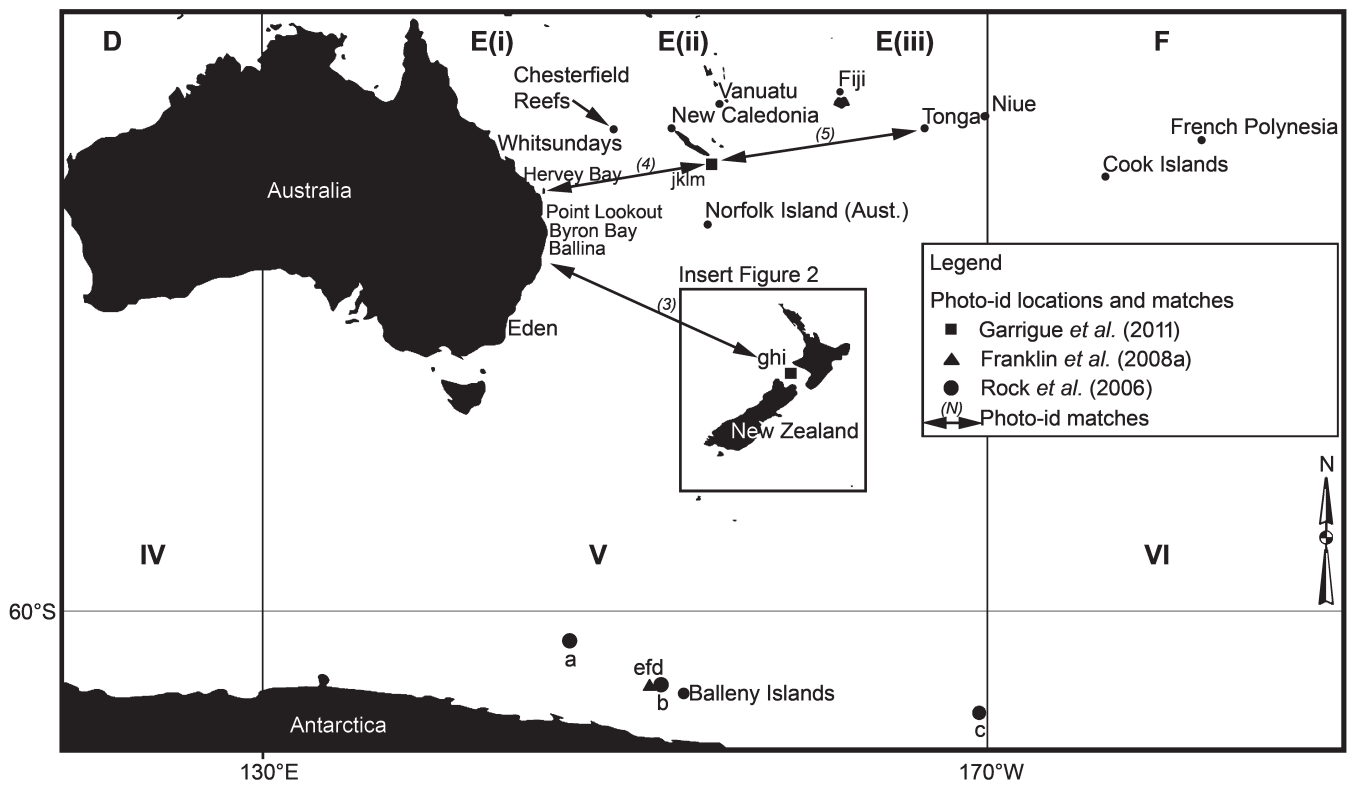 D
E(i)
E(ii)
E(iii)
F
Chesterfield
Reefs
Vanuatu
Fiji
New Caledonia
Tonga
Niue
French Polynesia
Whitsundays
(5)
(4)
Cook Islands
Hervey Bay
jklm
Australia
Point Lookout
Norfolk Island (Aust.)
Byron Bay
Ballina
Insert Figure 2
(3)
Eden
ghi
New Zealand
Legend
Photo-id locations and matches
Garrigue et al. (2011)
Franklin et al. (2008a)
Rock et al. (2006)
(N)
Photo-id matches
N
IV
V
VI
60°S
a
efd
b
Balleny Islands
c
Antarctica
130°E
170°W